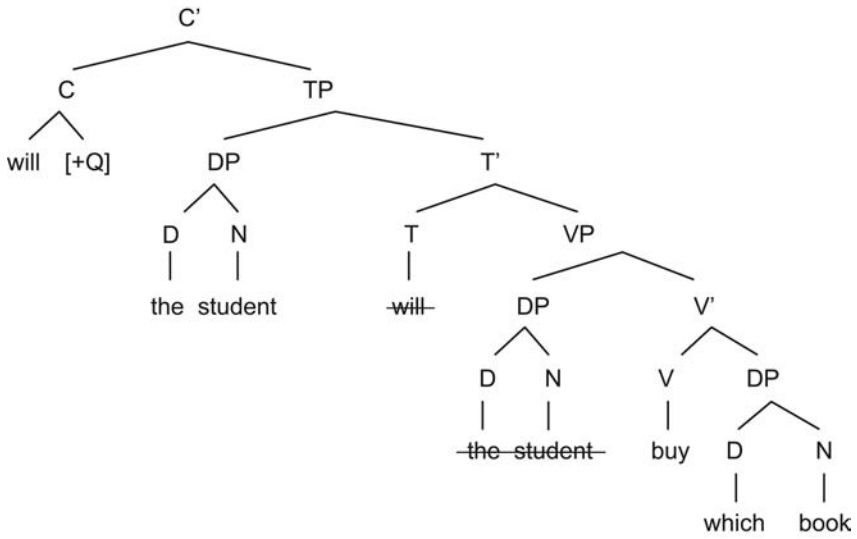 C’
C TP
will [+Q] DP T’
D N T VP
the student will DP V’
D N V DP
the student buy D N
which book